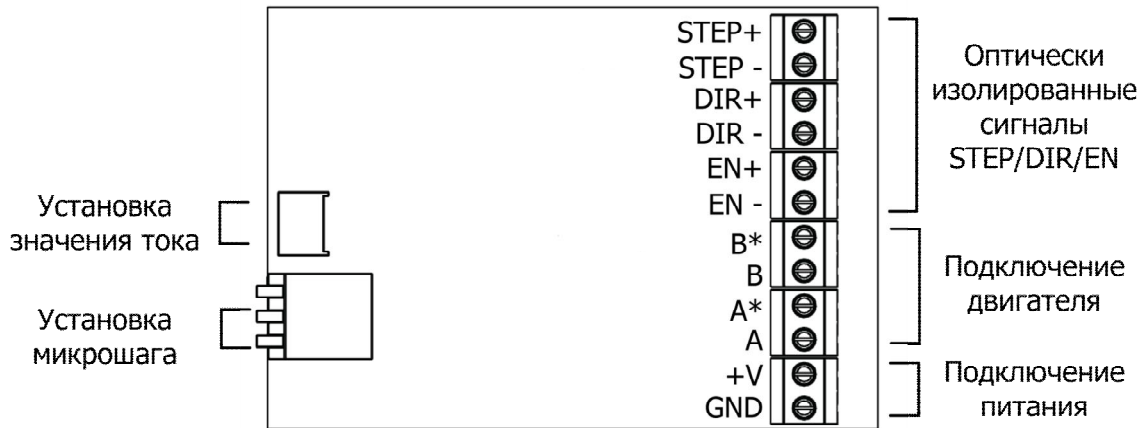 STEP+
STEP -
DIR+
DIR -
EN+
EN -
B*
B
A*
A
+V
GND
Оптически
изолированные
сигналы
STEP/DIR/EN
Подключение
двигателя
Подключение
питания
Установка
значения тока
Установка
микрошага